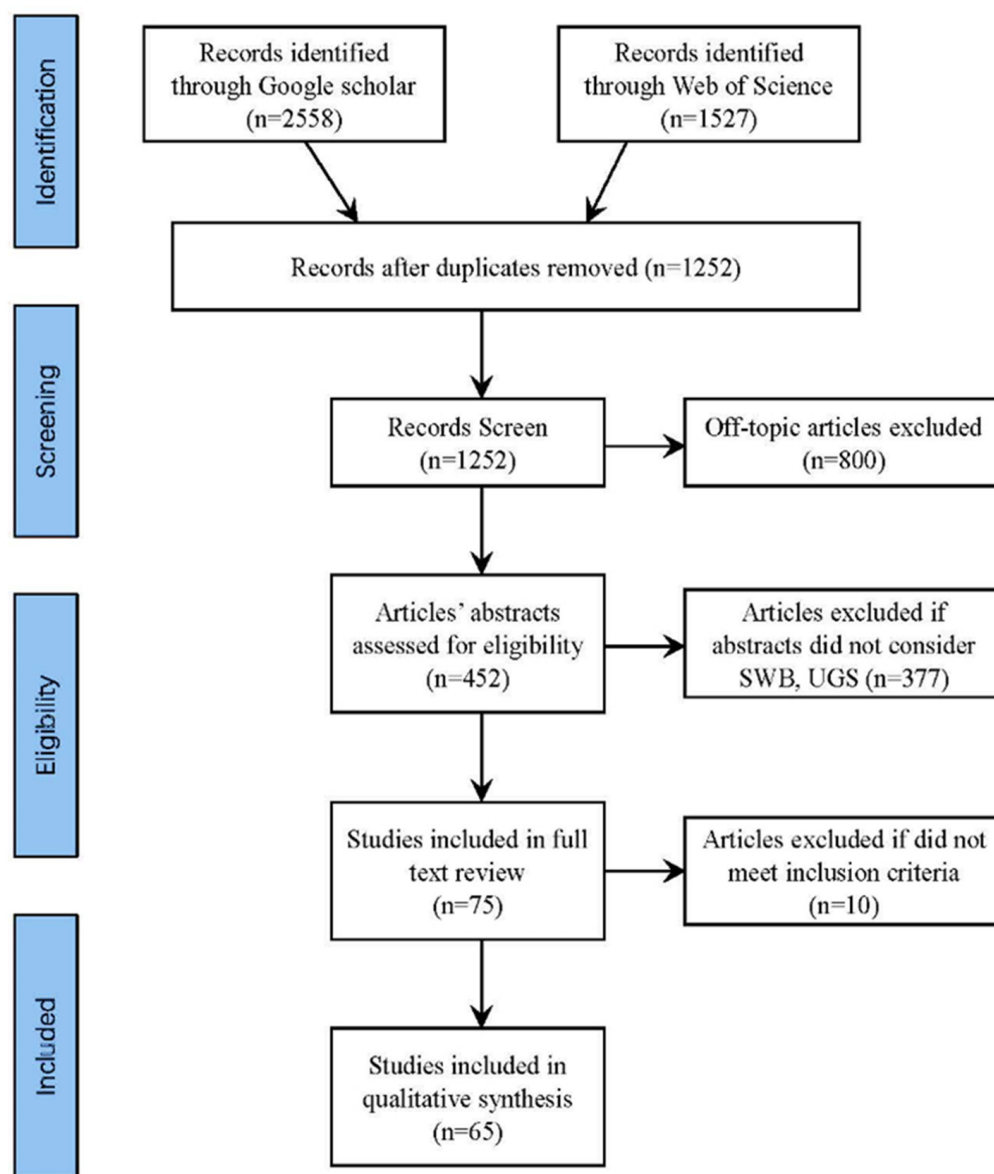 Identification
Records identified
through Google scholar
(n=2558)
Records identified
through Web of Science
(n=1527)
Records after duplicates removed (n=1252)
Screening
Records Screen
(n=1252)
Off-topic articles excluded
(n=800)
Eligibility
Articles' abstracts
assessed for eligibility
(n=452)
Articles excluded if
abstracts did not consider
SWB, UGS (n=377)
Studies included in full
text review
(n=75)
Articles excluded if did not
meet inclusion criteria
(n=10)
Included
Studies included in
qualitative synthesis
(n=65)